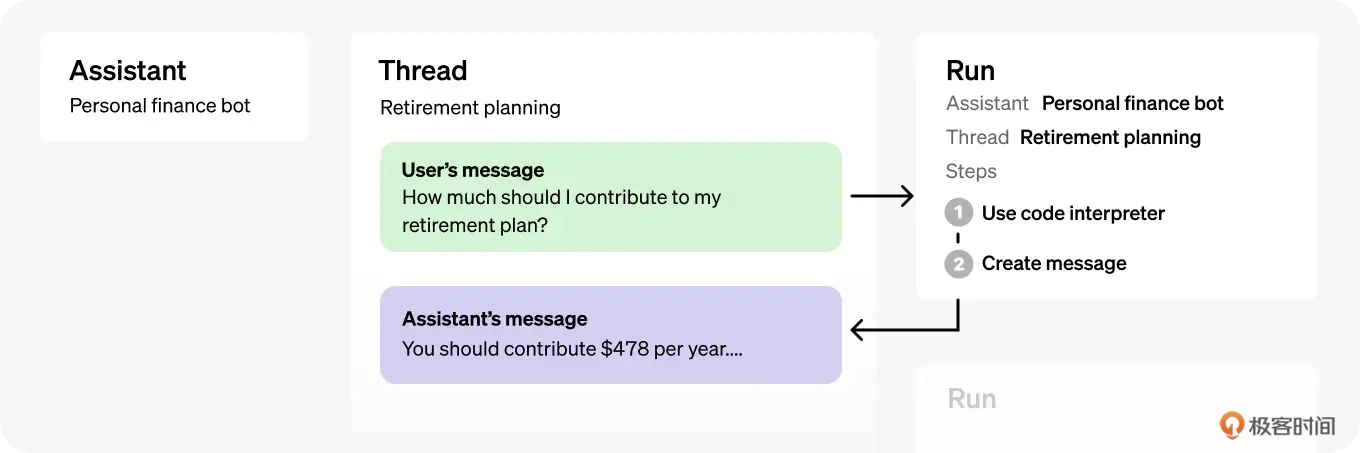 Assistant
Personal finance bot
Thread
Retirement planning
User’s message
How much should I contribute to my
retirement plan?
Assistant’s message
You should contribute $478 per year....
Run
Assistant Personal finance bot
Thread Retirement planning
Steps
1 Use code interpreter
2 Create message
Run
极客时间